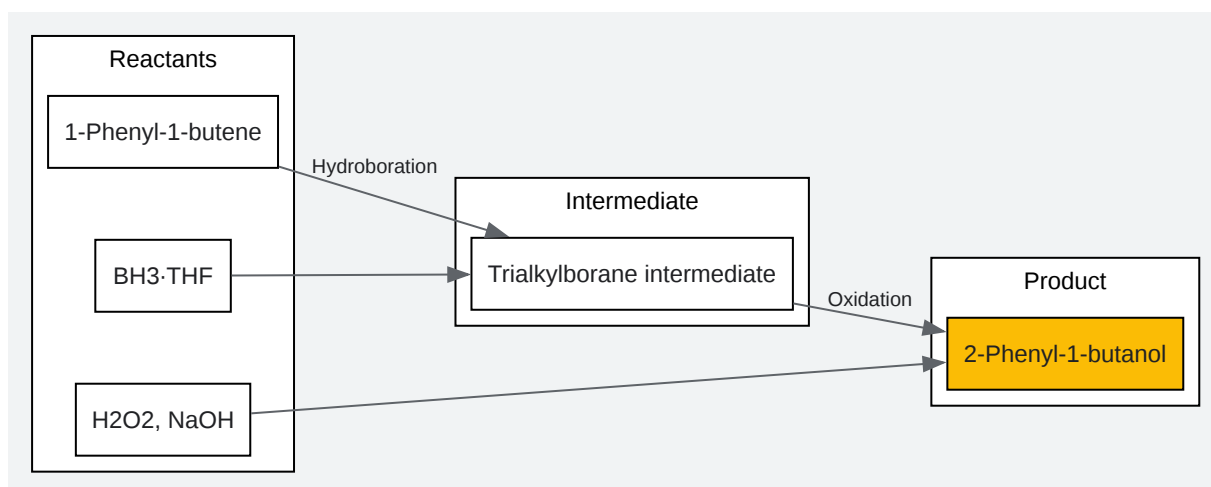 Reactants
1-Phenyl-1-butene
Hydroboration
BH3·THF
H2O2, NaOH
Intermediate
Trialkylborane intermediate
Oxidation
Product
2-Phenyl-1-butanol